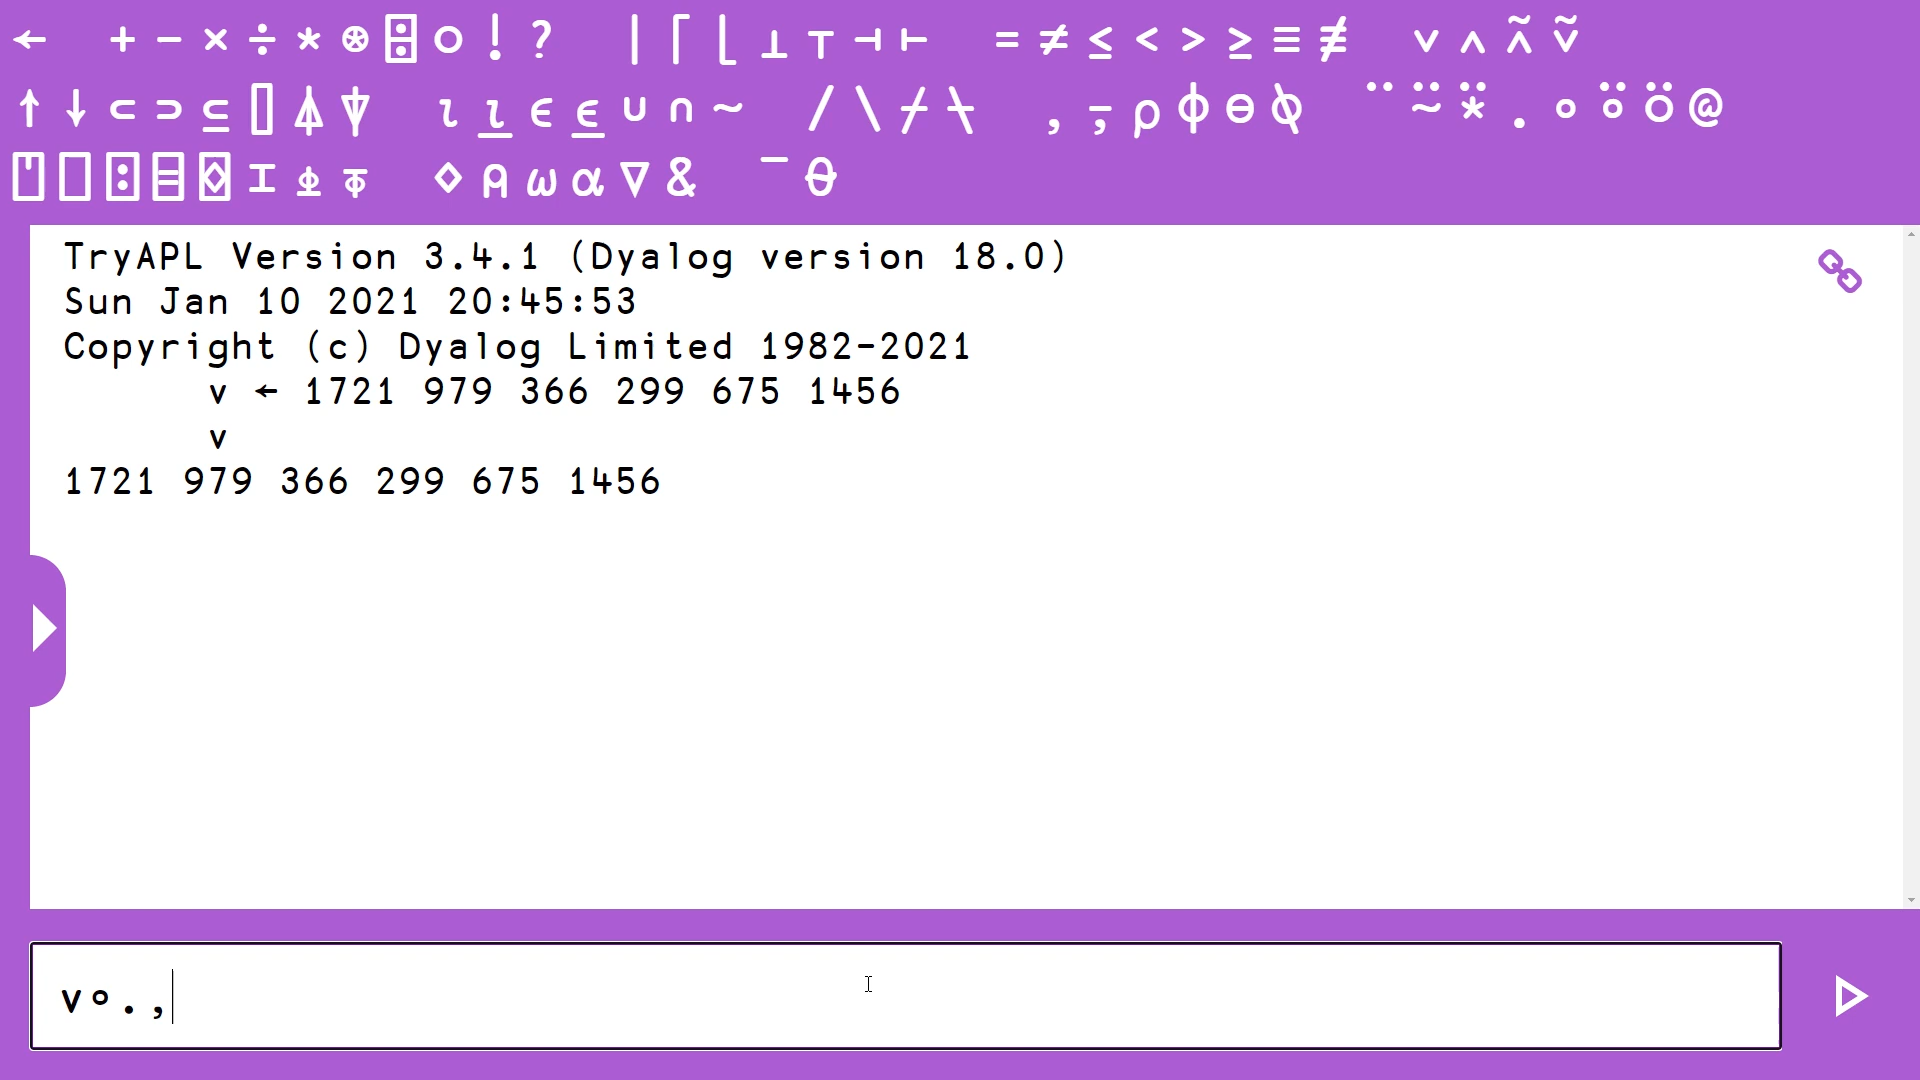 ← + - × ÷ * ⍟ ⌹ ○ ! ? | ⌈ ⌊ ⊥ ⊤ ⊣ ⊢ = ≠ ≤ < > ≥ ≡ ≢ ∨ ∧ ⍲ ⍱
↑ ↓ ⊂ ⊃ ⊆ ⌷ ⍋ ⍒ ⍳ ⍸ ∊ ⍷ ∪ ∩ ~ / \ ⌿ ⍀ , ⍪ ⍴ ⌽ ⊖ ⍉ ¨ ⍨ ⍣ . ∘ ⍤ ⍥ @
⍞ ⎕ ⍠ ⌸ ⌺ ⌶ ⍎ ⍕ ⋄ ⍝ ⍵ ⍺ ∇ & ¯ ⍬
TryAPL Version 3.4.1 (Dyalog version 18.0)
Sun Jan 10 2021 20:45:53
Copyright (c) Dyalog Limited 1982-2021
v ← 1721 979 366 299 675 1456
v
1721 979 366 299 675 1456
v∘.,